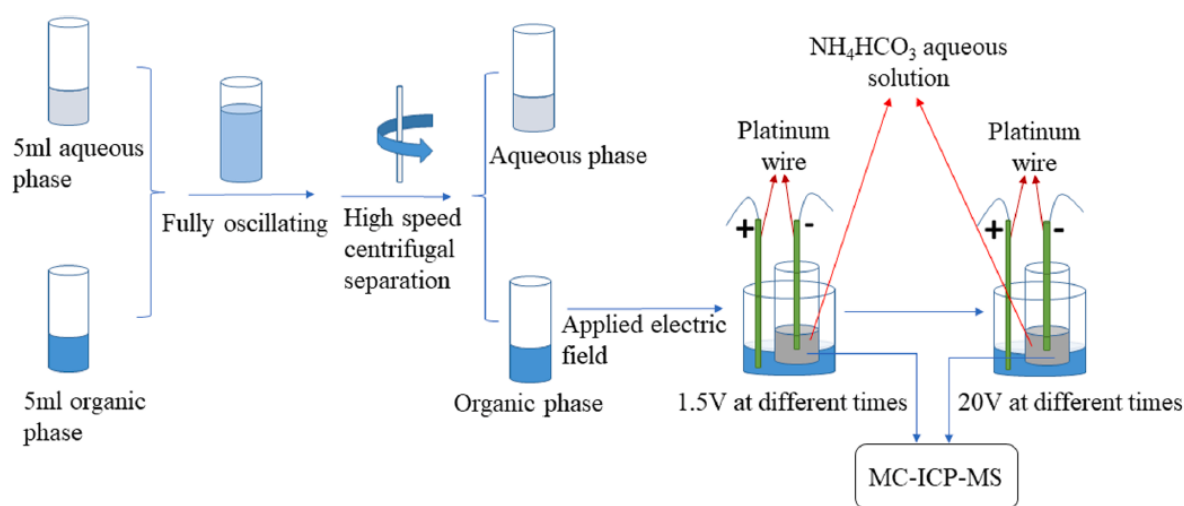 NH₄HCO₃ aqueous
solution
Platinum
wire
Platinum
wire
5ml aqueous
phase
Aqueous phase
Fully oscillating
High speed
centrifugal
separation
+
-
+
-
Applied electric
field
5ml organic
phase
Organic phase
1.5V at different times
20V at different times
MC-ICP-MS